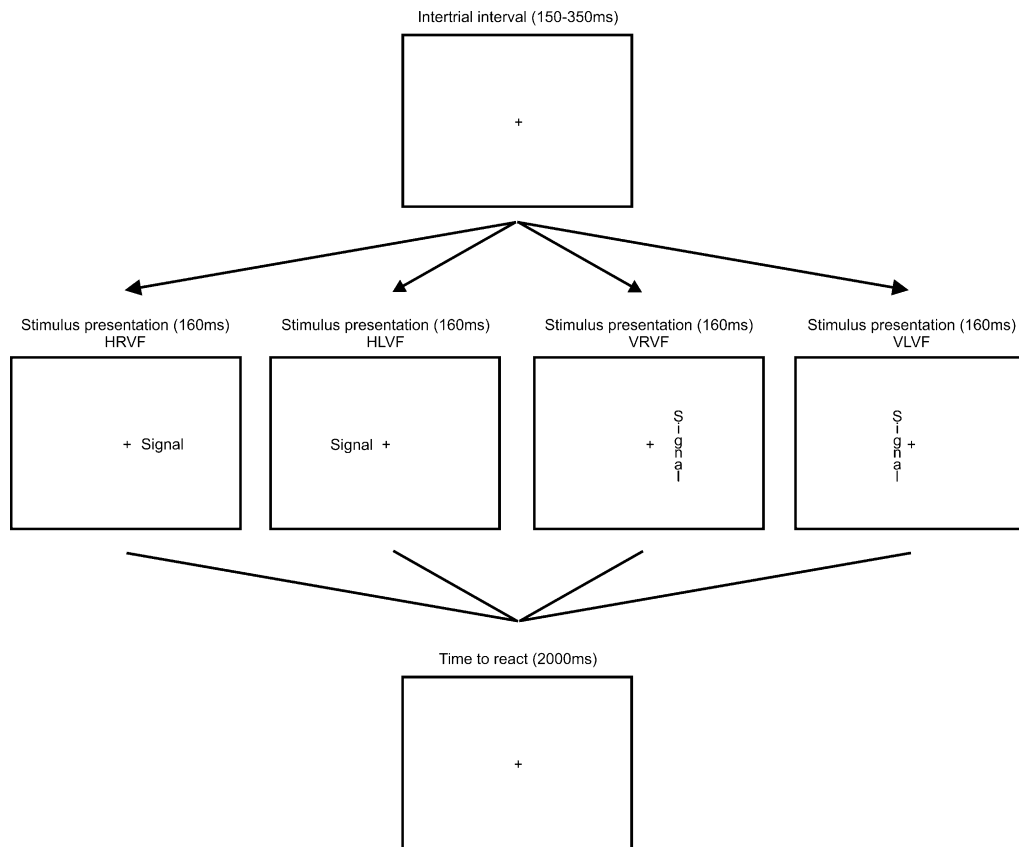 Intertrial interval (150-350ms)
+
Stimulus presentation (160ms)
HRVF
+ Signal
Stimulus presentation (160ms)
HLVF
Signal +
Stimulus presentation (160ms)
VRVF
+
S
i
g
n
a
l
Stimulus presentation (160ms)
VLVF
S
i
g
n
a
l
+
Time to react (2000ms)
+